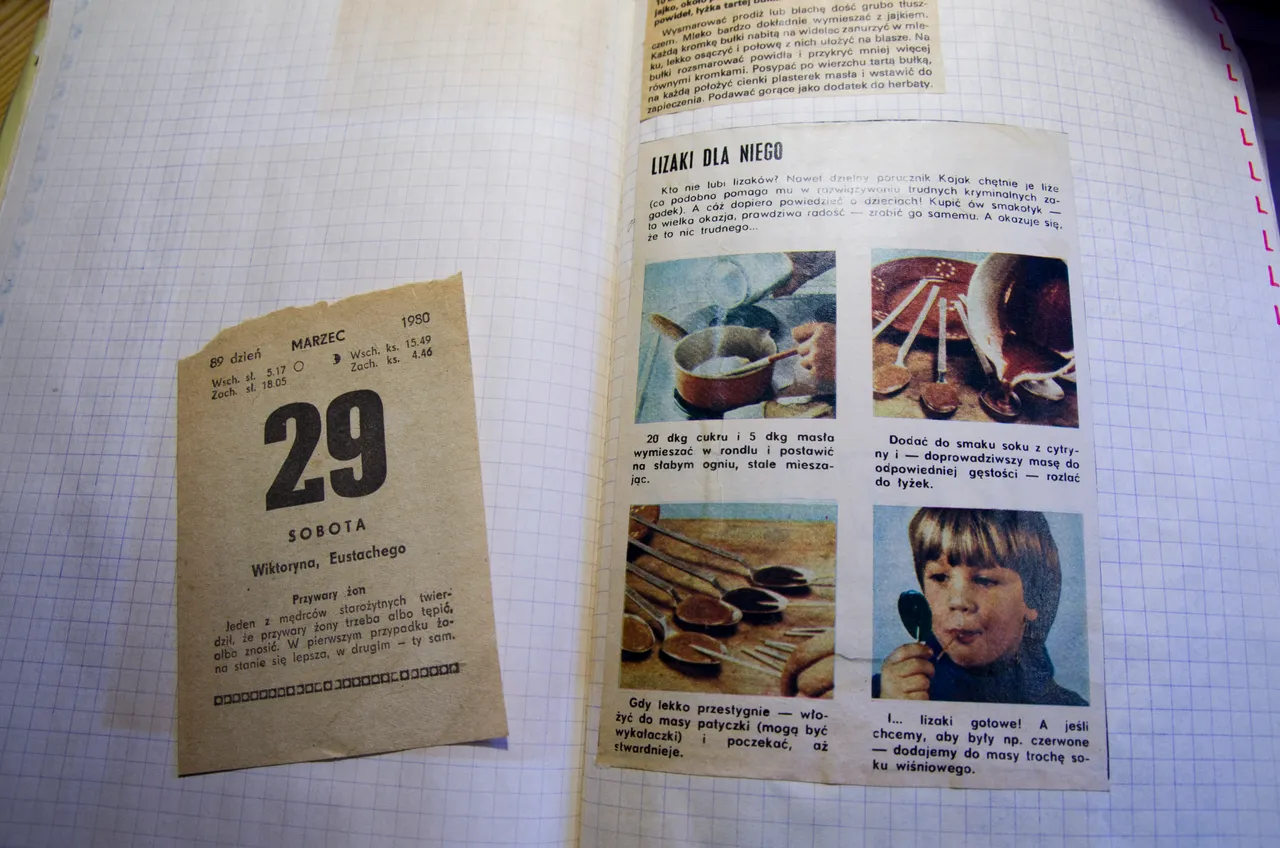 89 dzień MARZEC 1980
Wsch. sł. 5.17 Wsch. ks. 15.49
Zach. sł. 18.05 Zach. ks. 4.46
29
SOBOTA
Wiktoryna, Eustachego
Przywary żon
Jeden z mędrców starożytnych twier-
dził, że przywary żony trzeba albo tępić,
albo znosić. W pierwszym przypadku żo-
na stanie się lepsza, w drugim – ty sam.
jajko, około
powideł, łyżka tartej
Wysmarować prodiż lub blachę dość grubo tłusz-
czem. Mleko bardzo dokładnie wymieszać z jajkiem.
Każdą kromkę bułki nabitą na widelec zanurzyć w mle-
ku, lekko osączyć i połowę z nich ułożyć na blasze. Na
bułki rozsmarować powidła i przykryć mniej więcej
równymi kromkami. Posypać po wierzchu tartą bułką,
na każdą położyć cienki plasterek masła i wstawić do
zapieczenia. Podawać gorące jako dodatek do herbaty.
LIZAKI DLA NIEGO
Kto nie lubi lizaków? Nawet dzielny porucznik Kojak chętnie je liże
(co podobno pomaga mu w rozwiązywaniu trudnych kryminalnych za-
gadek). A cóż dopiero powiedzieć o dzieciach! Kupić ów smakołyk —
to wielka okazja, prawdziwa radość — zrobić go samemu. A okazuje się,
że to nic trudnego...
20 dkg cukru i 5 dkg masła
wymieszać w rondlu i postawić
na słabym ogniu, stale miesza-
jąc.
Dodać do smaku soku z cytry-
ny i — doprowadziwszy masę do
odpowiedniej gęstości — rozlać
do łyżek.
Gdy lekko przestygnie — wło-
żyć do masy patyczki (mogą być
wykałaczki) i poczekać, aż
stwardnieje.
I... lizaki gotowe! A jeśli
chcemy, aby były np. czerwone
— dodajemy do masy trochę so-
ku wiśniowego.